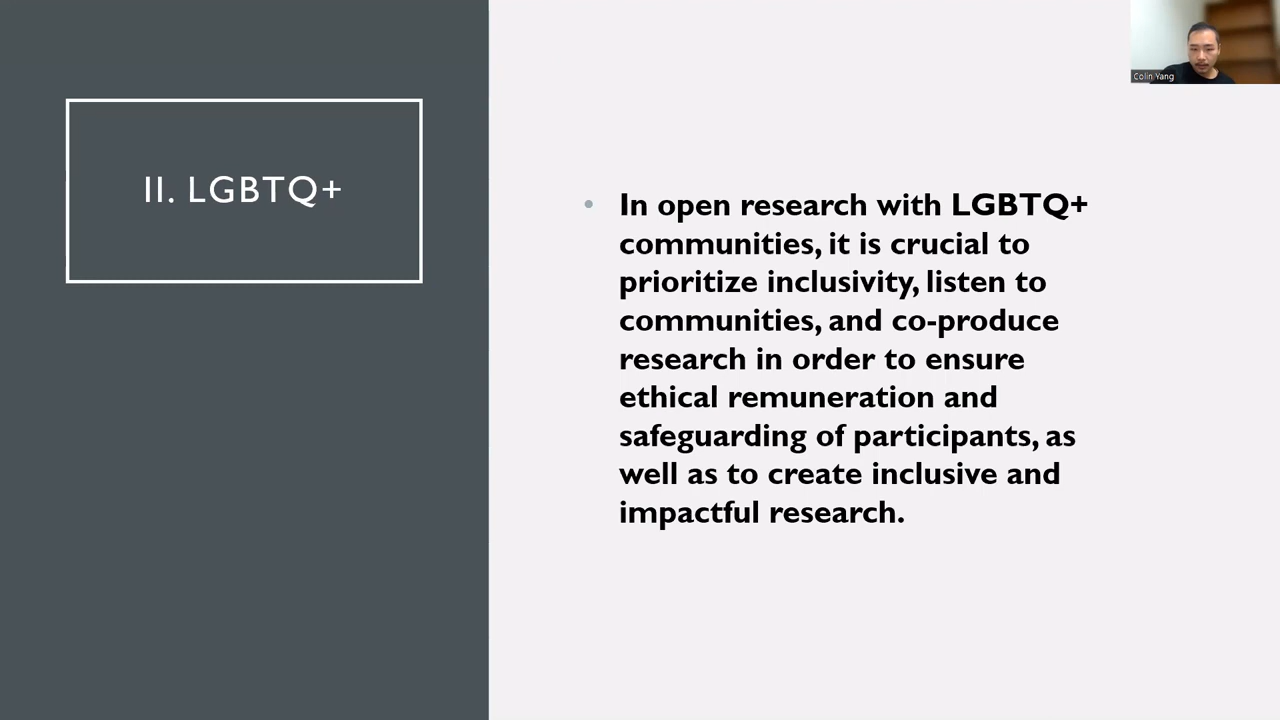 II. LGBTQ+
• In open research with LGBTQ+
communities, it is crucial to
prioritize inclusivity, listen to
communities, and co-produce
research in order to ensure
ethical remuneration and
safeguarding of participants, as
well as to create inclusive and
impactful research.
Colin Yang